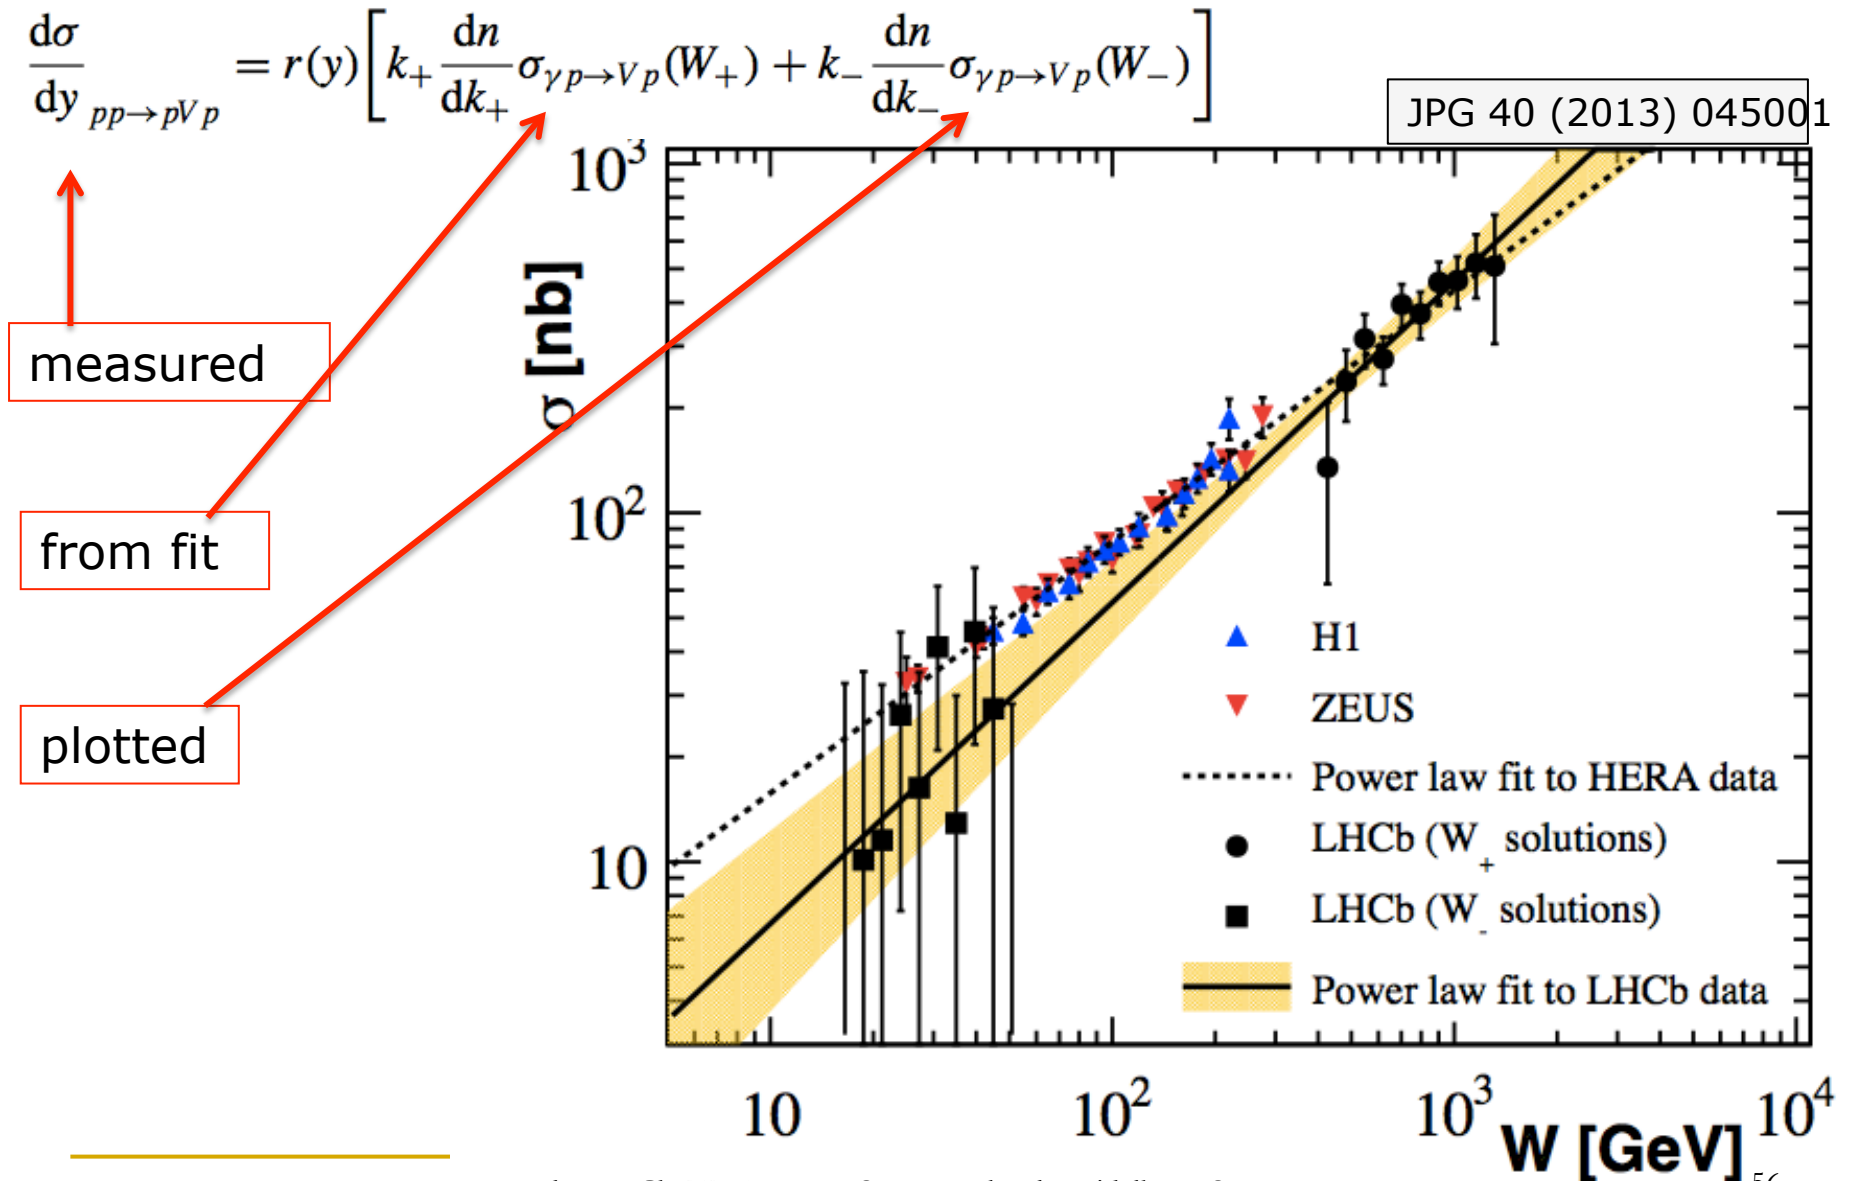 dσ/dy pp→pVp = r(y)[k₊ dn/dk₊ σγp→Vp(W₊) + k₋ dn/dk₋ σγp→Vp(W₋)]
JPG 40 (2013) 045001
measured
from fit
plotted
σ [nb]
10³
10²
10
H1
ZEUS
Power law fit to HERA data
LHCb (W₊ solutions)
LHCb (W₋ solutions)
Power law fit to LHCb data
10 10² 10³ 10⁴
W [GeV]